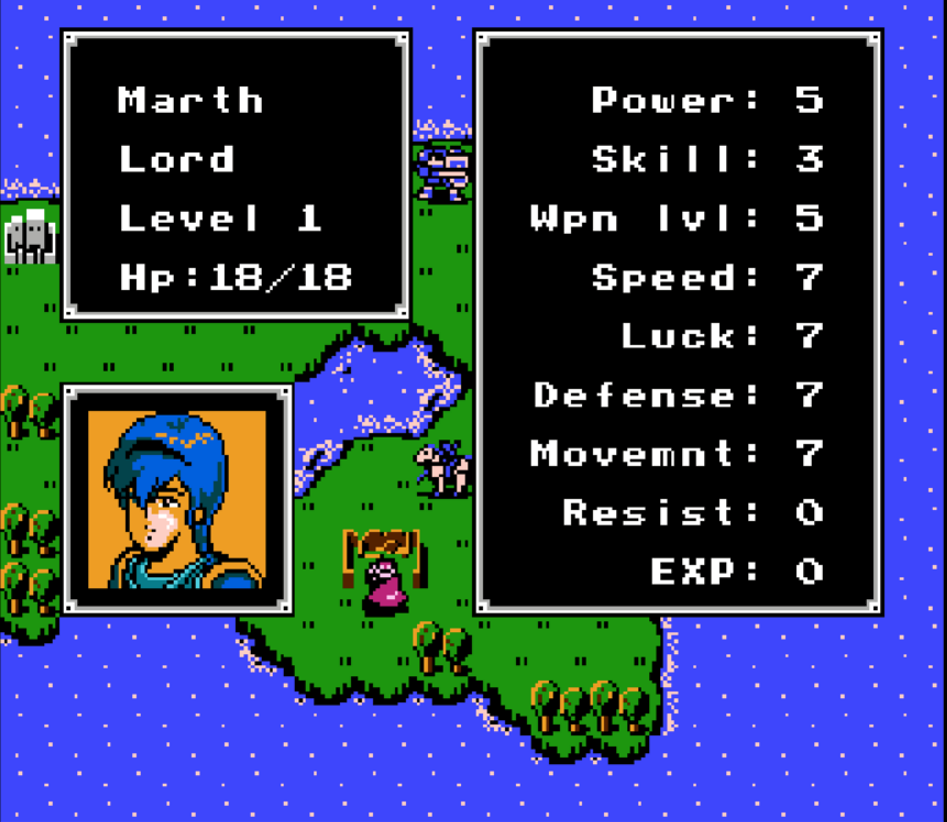 Marth
Lord
Level 1
Hp:18/18
Power: 5
Skill: 3
Wpn lvl: 5
Speed: 7
Luck: 7
Defense: 7
Movemnt: 7
Resist: 0
EXP: 0